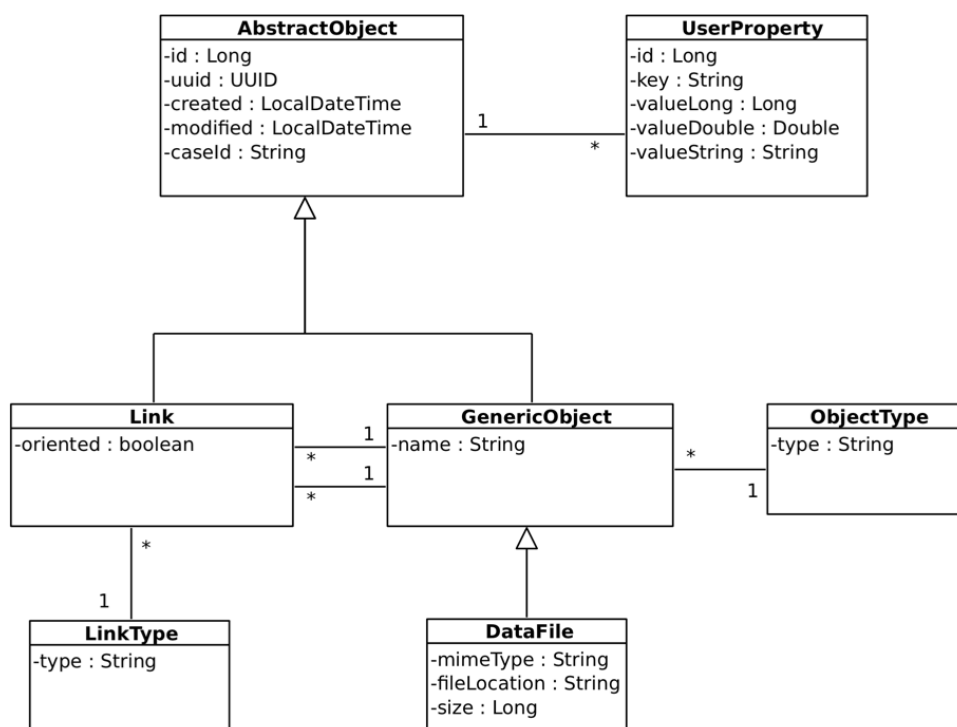 AbstractObject
-id : Long
-uuid : UUID
-created : LocalDateTime
-modified : LocalDateTime
-caseId : String
UserProperty
-id : Long
-key : String
-valueLong : Long
-valueDouble : Double
-valueString : String
1
*
Link
-oriented : boolean
GenericObject
-name : String
ObjectType
-type : String
1
*
1
*
*
1
*
1
LinkType
-type : String
DataFile
-mimeType : String
-fileLocation : String
-size : Long